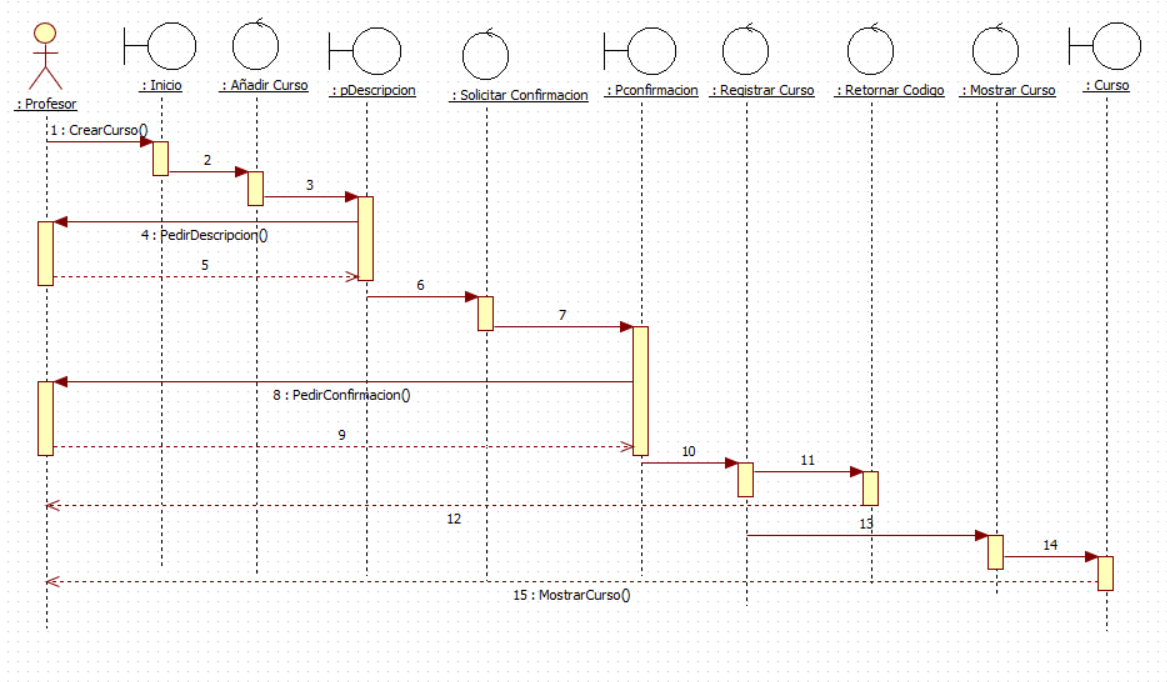 : Profesor
: Inicio
: Añadir Curso
: pDescripcion
: Solicitar Confirmacion
: Pconfirmacion
: Registrar Curso
: Retornar Codigo
: Mostrar Curso
: Curso
1 : CrearCurso()
2
3
4 : PedirDescripcion()
5
6
7
8 : PedirConfirmacion()
9
10
11
12
13
14
15 : MostrarCurso()